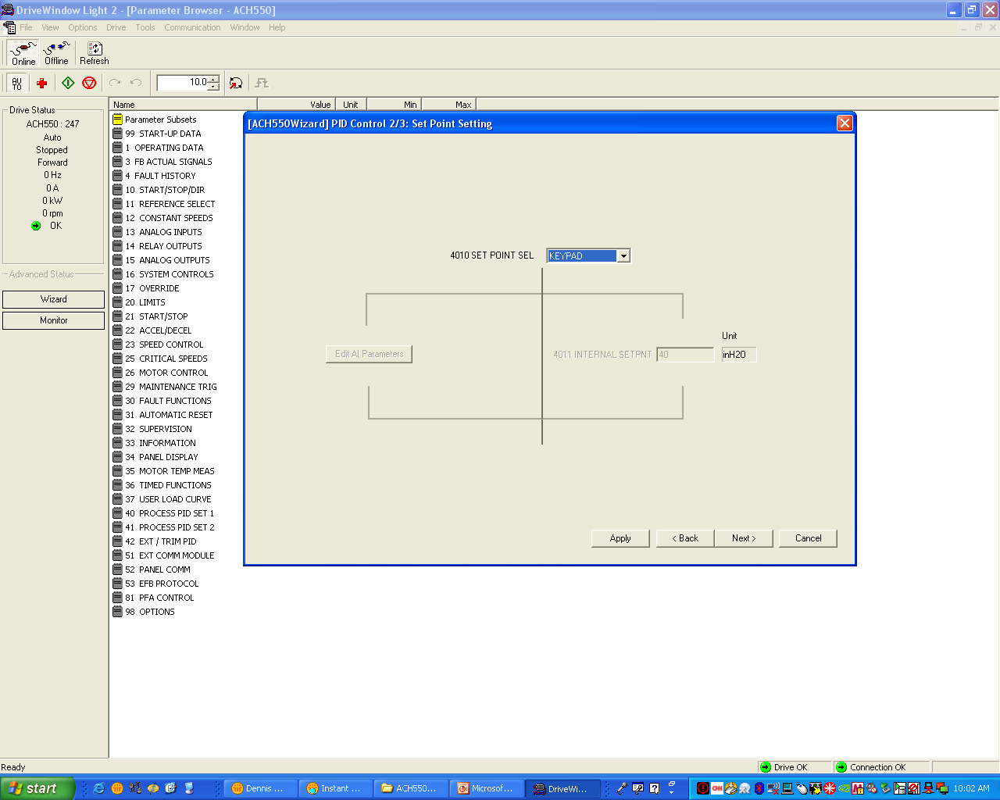 DriveWindow Light 2 - [Parameter Browser - ACH550]
File View Options Drive Tools Communication Window Help
Online Offline Refresh
AU TO 10.0
Drive Status
ACH550 : 247
Auto
Stopped
Forward
0 Hz
0 A
0 kW
0 rpm
OK
Advanced Status
Wizard
Monitor
Name Value Unit Min Max
Parameter Subsets
99 START-UP DATA
1 OPERATING DATA
3 FB ACTUAL SIGNALS
4 FAULT HISTORY
10 START/STOP/DIR
11 REFERENCE SELECT
12 CONSTANT SPEEDS
13 ANALOG INPUTS
14 RELAY OUTPUTS
15 ANALOG OUTPUTS
16 SYSTEM CONTROLS
17 OVERRIDE
20 LIMITS
21 START/STOP
22 ACCEL/DECEL
23 SPEED CONTROL
25 CRITICAL SPEEDS
26 MOTOR CONTROL
29 MAINTENANCE TRIG
30 FAULT FUNCTIONS
31 AUTOMATIC RESET
32 SUPERVISION
33 INFORMATION
34 PANEL DISPLAY
35 MOTOR TEMP MEAS
36 TIMED FUNCTIONS
37 USER LOAD CURVE
40 PROCESS PID SET 1
41 PROCESS PID SET 2
42 EXT / TRIM PID
51 EXT COMM MODULE
52 PANEL COMM
53 EFB PROTOCOL
81 PFA CONTROL
98 OPTIONS
[ACH550Wizard] PID Control 2/3: Set Point Setting
4010 SET POINT SEL KEYPAD
Unit
Edit AI Parameters 4011 INTERNAL SETPNT 40 inH2O
Apply < Back Next > Cancel
Ready Drive OK Connection OK
start Dennis ... Instant ... ACH550... Microsof... DriveWi... CNN 10:02 AM